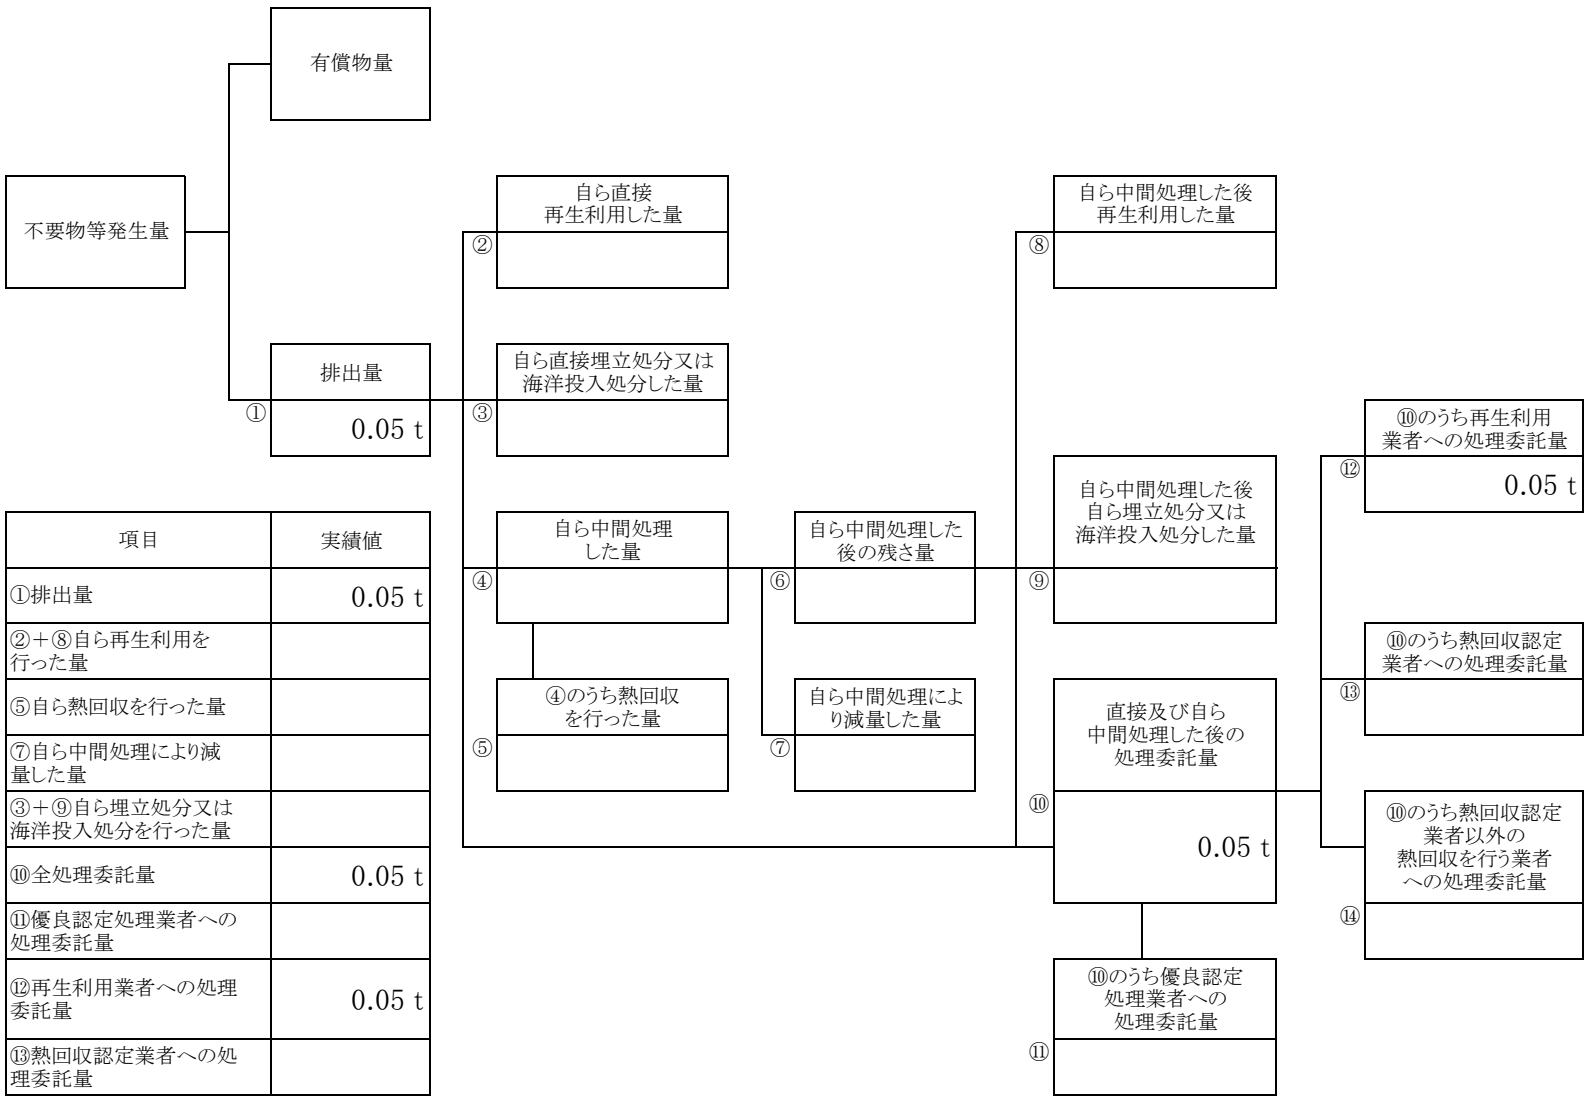 有償物量
不要物等発生量
自ら直接
再生利用した量
②
自ら中間処理した後
再生利用した量
⑧
排出量
①
0.05 t
自ら直接埋立処分又は
海洋投入処分した量
③
⑩のうち再生利用
業者への処理委託量
⑫
0.05 t
自ら中間処理した後
自ら埋立処分又は
海洋投入処分した量
⑨
自ら中間処理
した量
④
自ら中間処理した
後の残さ量
⑥
⑩のうち熱回収認定
業者への処理委託量
⑬
④のうち熱回収
を行った量
⑤
自ら中間処理によ
り減量した量
⑦
直接及び自ら
中間処理した後の
処理委託量
⑩
0.05 t
⑩のうち熱回収認定
業者以外の
熱回収を行う業者
への処理委託量
⑭
⑩のうち優良認定
処理業者への
処理委託量
⑪
項目
実績値
①排出量
0.05 t
②＋⑧自ら再生利用を
行った量
⑤自ら熱回収を行った量
⑦自ら中間処理により減
量した量
③＋⑨自ら埋立処分又は
海洋投入処分を行った量
⑩全処理委託量
0.05 t
⑪優良認定処理業者への
処理委託量
⑫再生利用業者への処理
委託量
0.05 t
⑬熱回収認定業者への処
理委託量